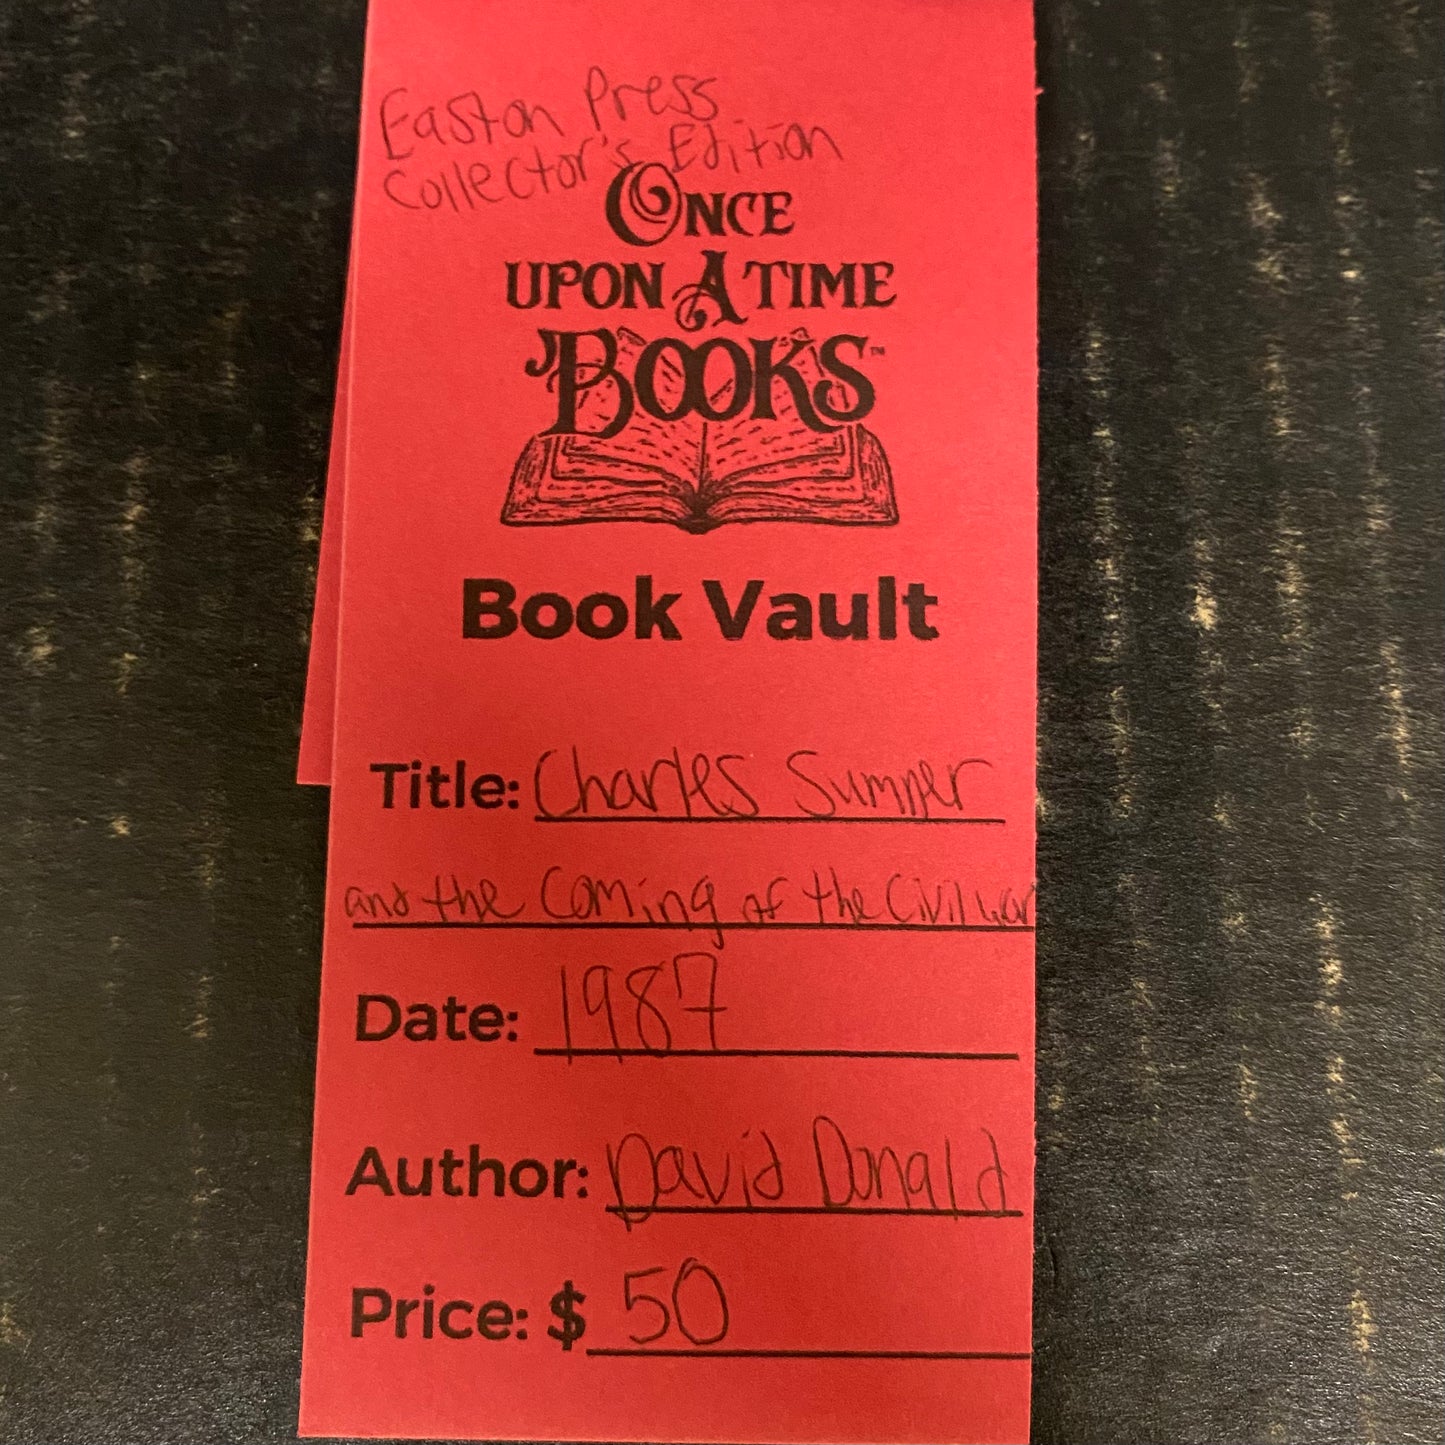 Easton Press
Collector's Edition
ONCE
UPON A TIME
BOOKS™
Book Vault
Title: Charles Sumner
and the Coming of the Civil War
Date: 1987
Author: David Donald
Price: $ 50